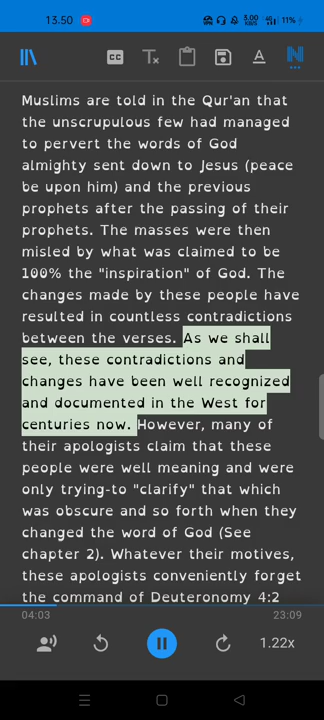 13.50
5.00
KB/S
4G
11%
CC
A
Muslims are told in the Qur'an that
the unscrupulous few had managed
to pervert the words of God
almighty sent down to Jesus (peace
be upon him) and the previous
prophets after the passing of their
prophets. The masses were then
misled by what was claimed to be
100% the "inspiration" of God. The
changes made by these people have
resulted in countless contradictions
between the verses. As we shall
see, these contradictions and
changes have been well recognized
and documented in the West for
centuries now. However, many of
their apologists claim that these
people were well meaning and were
only trying-to "clarify" that which
was obscure and so forth when they
changed the word of God (See
chapter 2). Whatever their motives,
these apologists conveniently forget
the command of Deuteronomy 4:2
04:03 23:09
1.22x